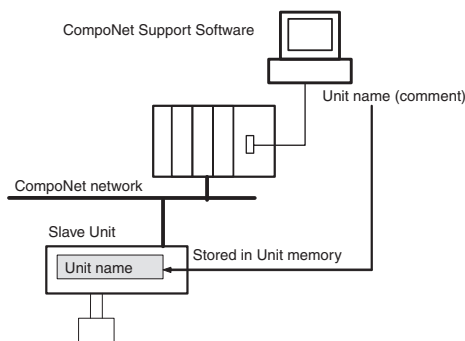 CompoNet Support Software
Unit name (comment)
CompoNet network
Slave Unit
Stored in Unit memory
Unit name